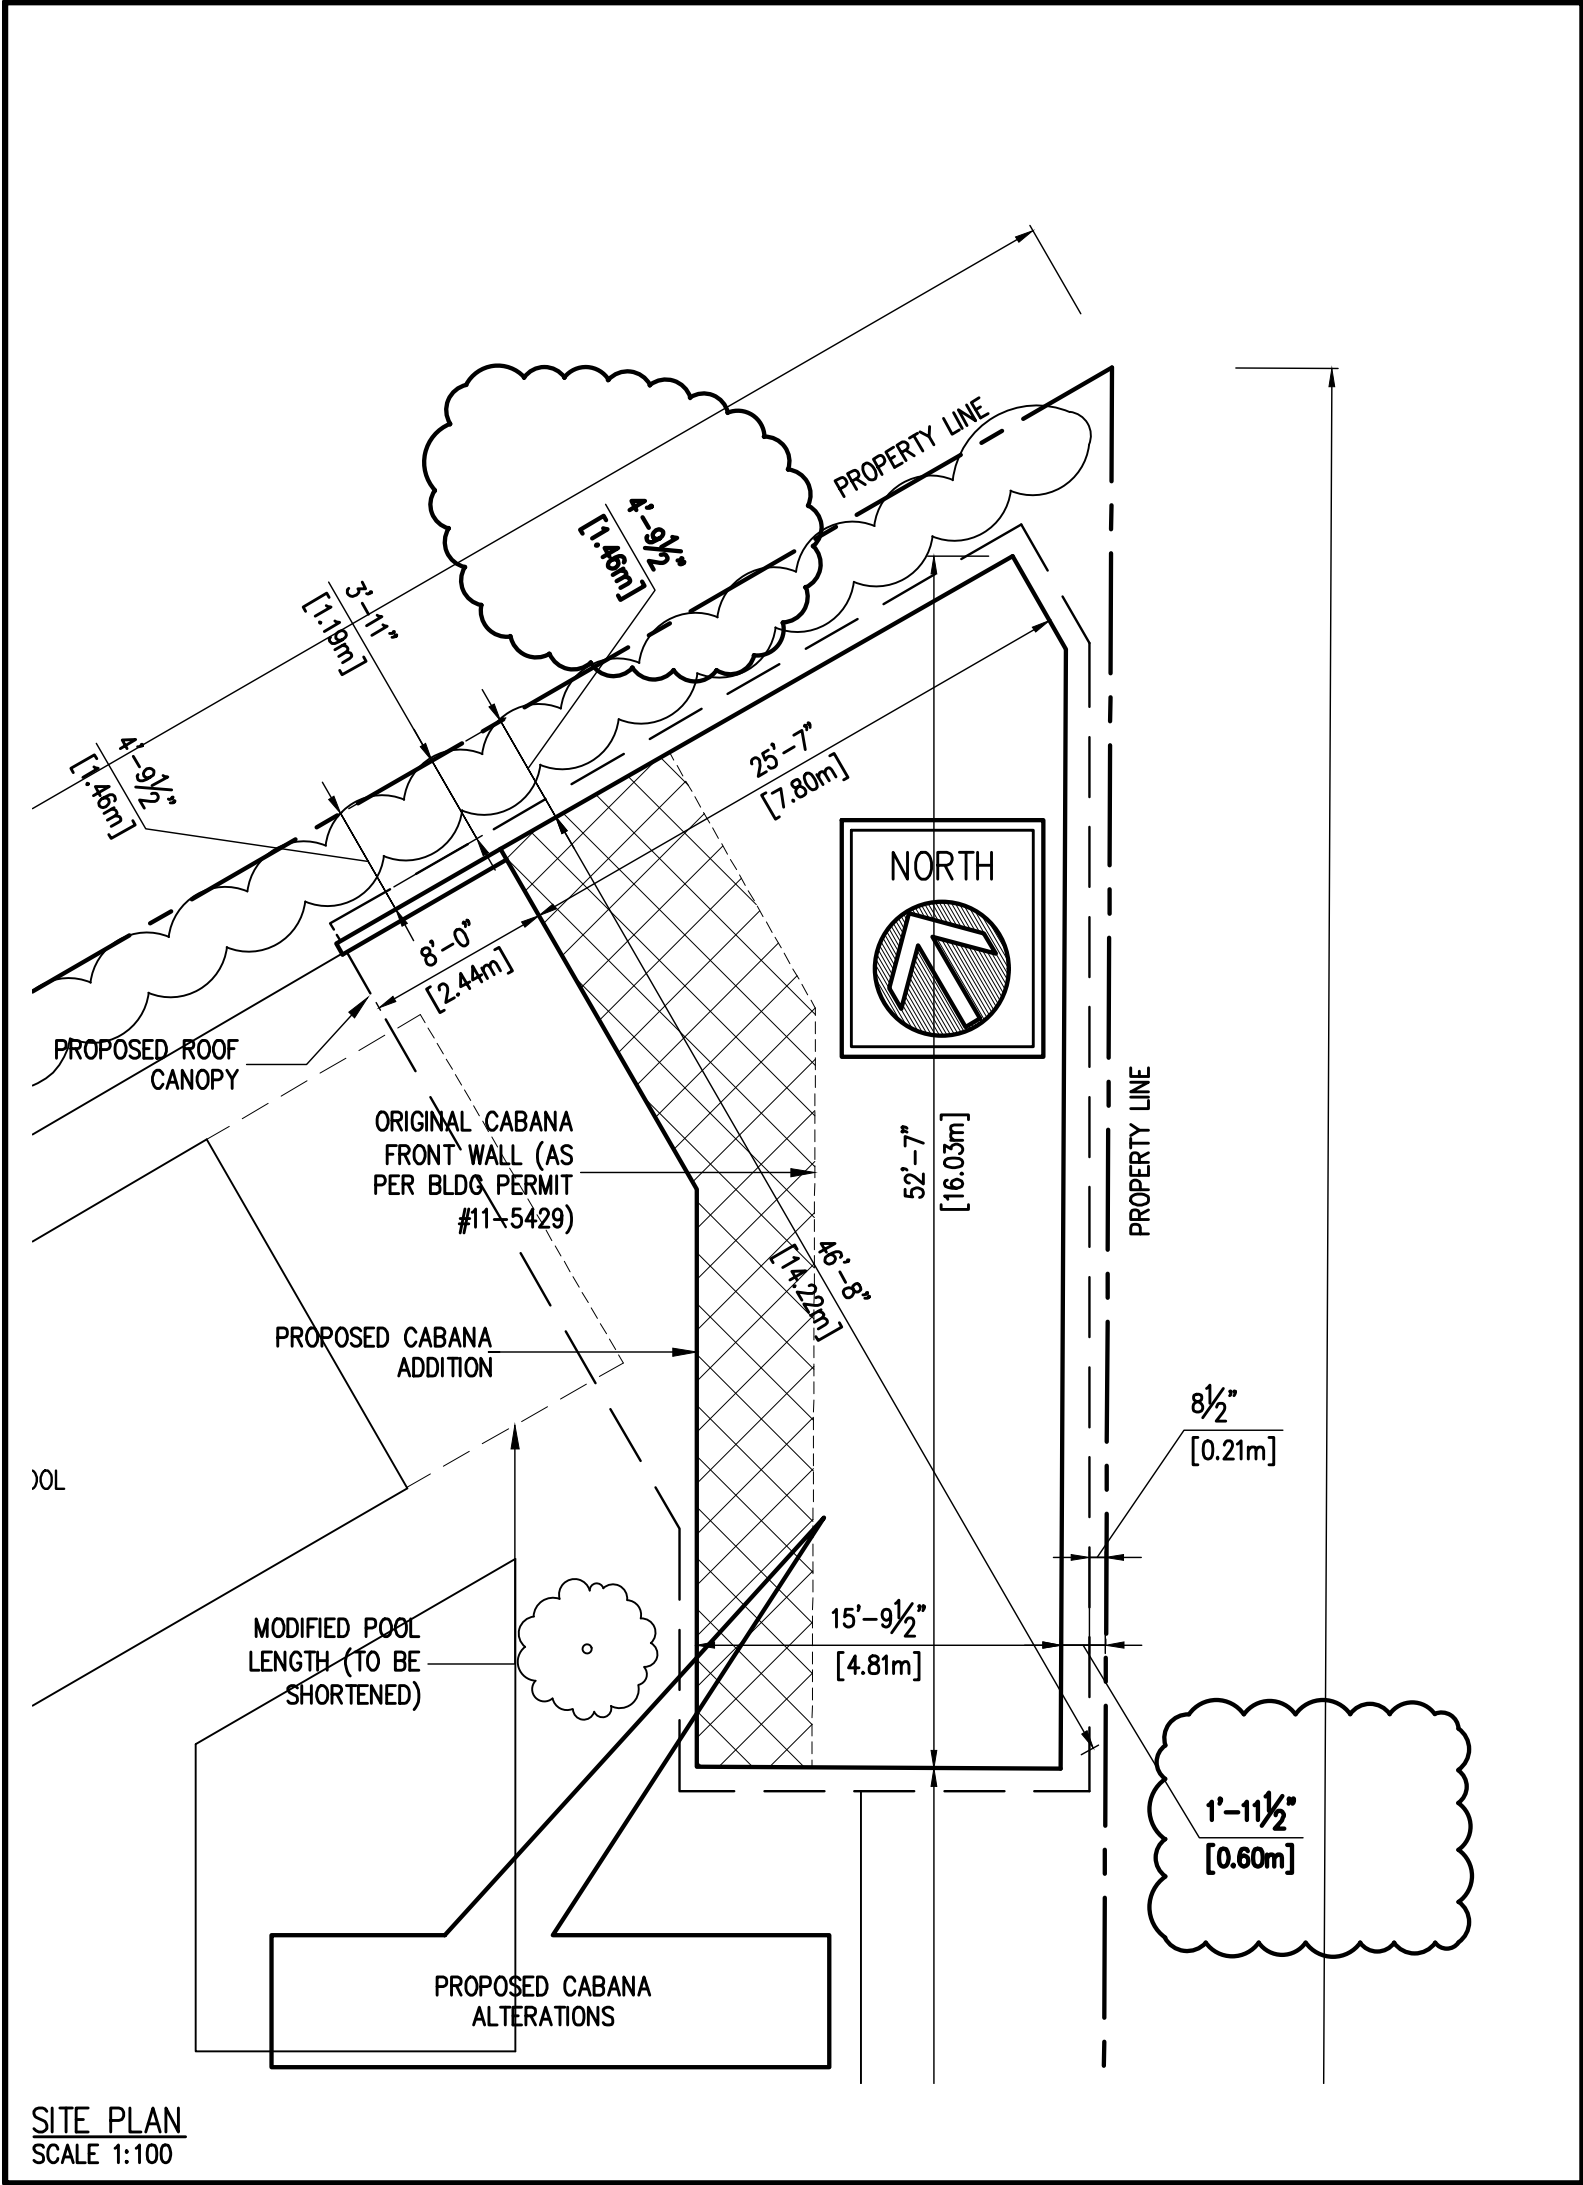 PROPERTY LINE
4'-9½"
[1.46m]
3'-11"
[1.19m]
4'-9½"
[1.46m]
25'-7"
[7.80m]
NORTH
8'-0"
[2.44m]
PROPOSED ROOF
CANOPY
ORIGINAL CABANA
FRONT WALL (AS
PER BLDG PERMIT
#11-5429)
52'-7"
[16.03m]
PROPERTY LINE
46'-8"
[14.22m]
PROPOSED CABANA
ADDITION
8½"
[0.21m]
OOL
15'-9½"
[4.81m]
MODIFIED POOL
LENGTH (TO BE
SHORTENED)
1'-11½"
[0.60m]
PROPOSED CABANA
ALTERATIONS
SITE PLAN
SCALE 1:100